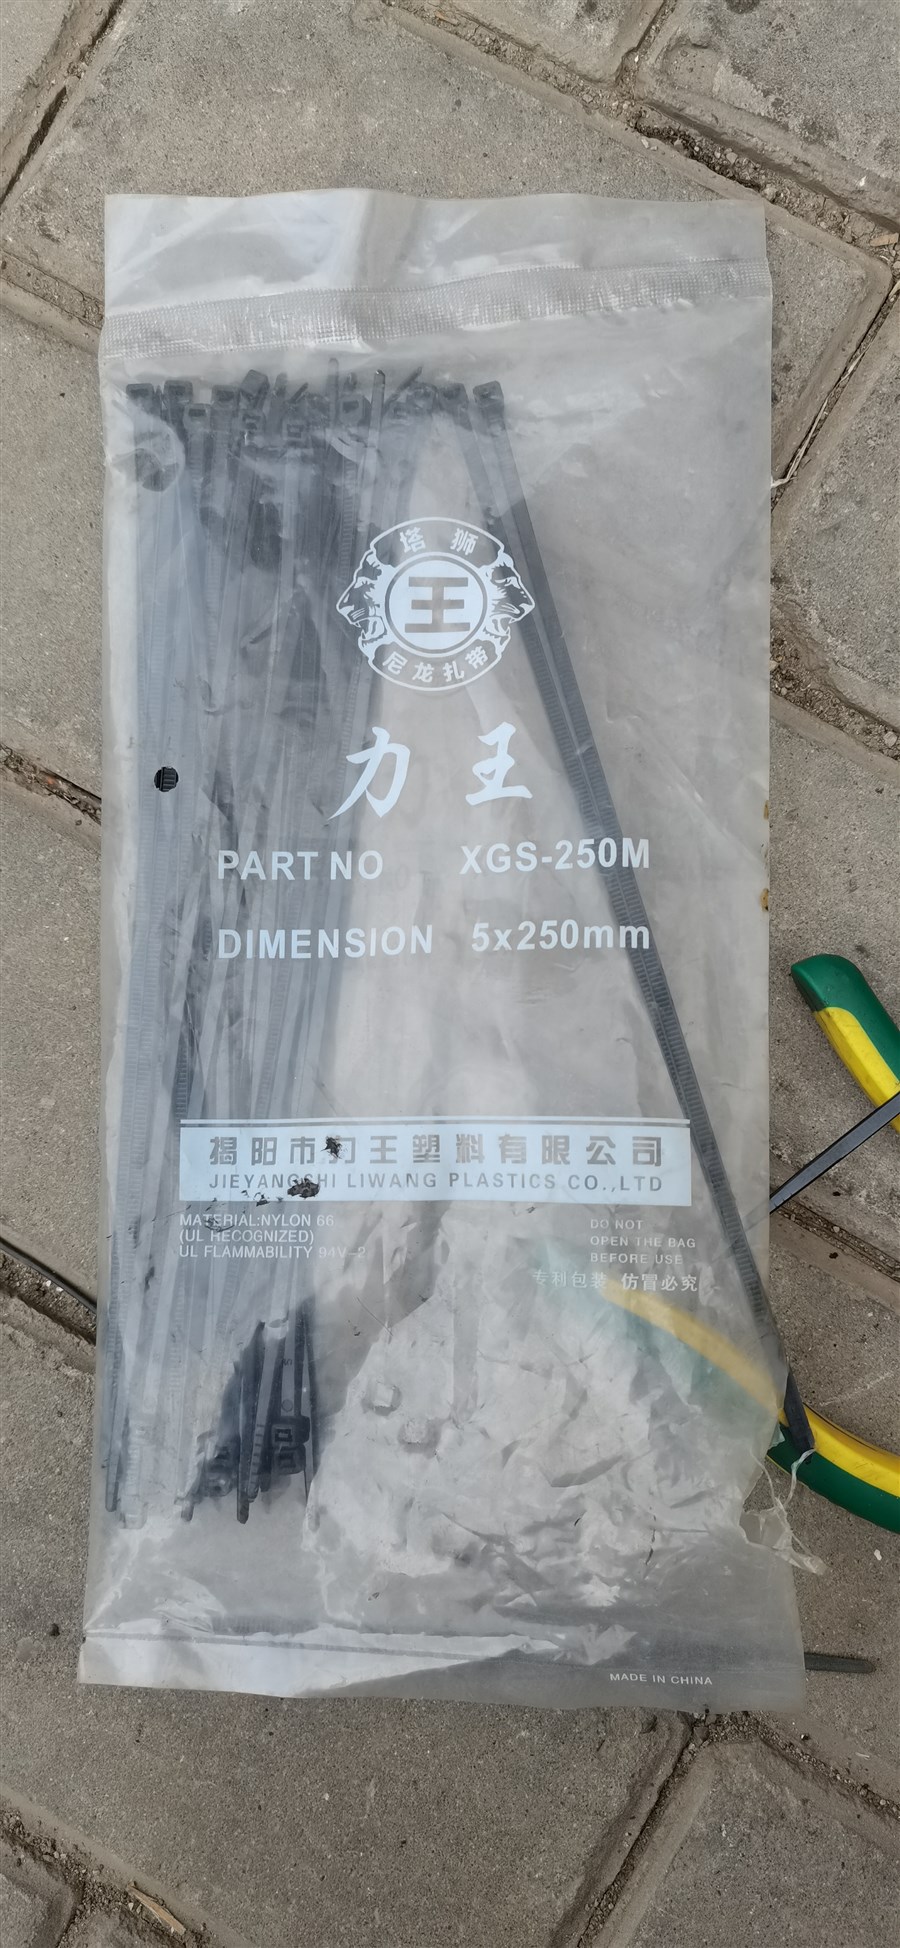 塔狮
王
尼龙扎带
力王
PART NO XGS-250M
DIMENSION 5x250mm
揭阳市力王塑料有限公司
JIEYANGSHI LIWANG PLASTICS CO.,LTD
MATERIAL:NYLON 66
(UL RECOGNIZED)
UL FLAMMABILITY 94V-2
DO NOT
OPEN THE BAG
BEFORE USE
专利包装 仿冒必究
MADE IN CHINA